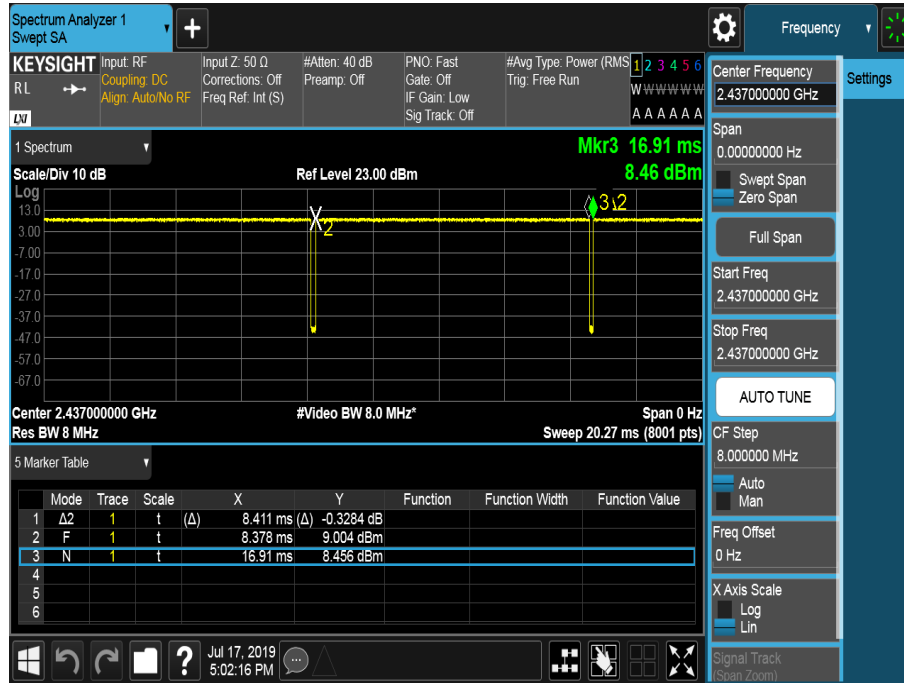 Spectrum Analyzer 1
Swept SA
+
Frequency
KEYSIGHT
RL
LXI
Input: RF
Coupling: DC
Align: Auto/No RF
Input Z: 50 Ω
Corrections: Off
Freq Ref: Int (S)
#Atten: 40 dB
Preamp: Off
PNO: Fast
Gate: Off
IF Gain: Low
Sig Track: Off
#Avg Type: Power (RMS
Trig: Free Run
1 2 3 4 5 6
W W W W W W
A A A A A A
1 Spectrum
Scale/Div 10 dB
Ref Level 23.00 dBm
Mkr3 16.91 ms
8.46 dBm
Log
13.0
3.00
-7.00
-17.0
-27.0
-37.0
-47.0
-57.0
-67.0
2
3
Δ2
Center 2.437000000 GHz
#Video BW 8.0 MHz*
Span 0 Hz
Res BW 8 MHz
Sweep 20.27 ms (8001 pts)
5 Marker Table
Mode Trace Scale X Y Function Function Width Function Value
1 Δ2 1 t (Δ) 8.411 ms (Δ) -0.3284 dB
2 F 1 t 8.378 ms 9.004 dBm
3 N 1 t 16.91 ms 8.456 dBm
4
5
6
?
Jul 17, 2019
5:02:16 PM
Center Frequency
2.437000000 GHz
Settings
Span
0.00000000 Hz
Swept Span
Zero Span
Full Span
Start Freq
2.437000000 GHz
Stop Freq
2.437000000 GHz
AUTO TUNE
CF Step
8.000000 MHz
Auto
Man
Freq Offset
0 Hz
X Axis Scale
Log
Lin
Signal Track
(Span Zoom)